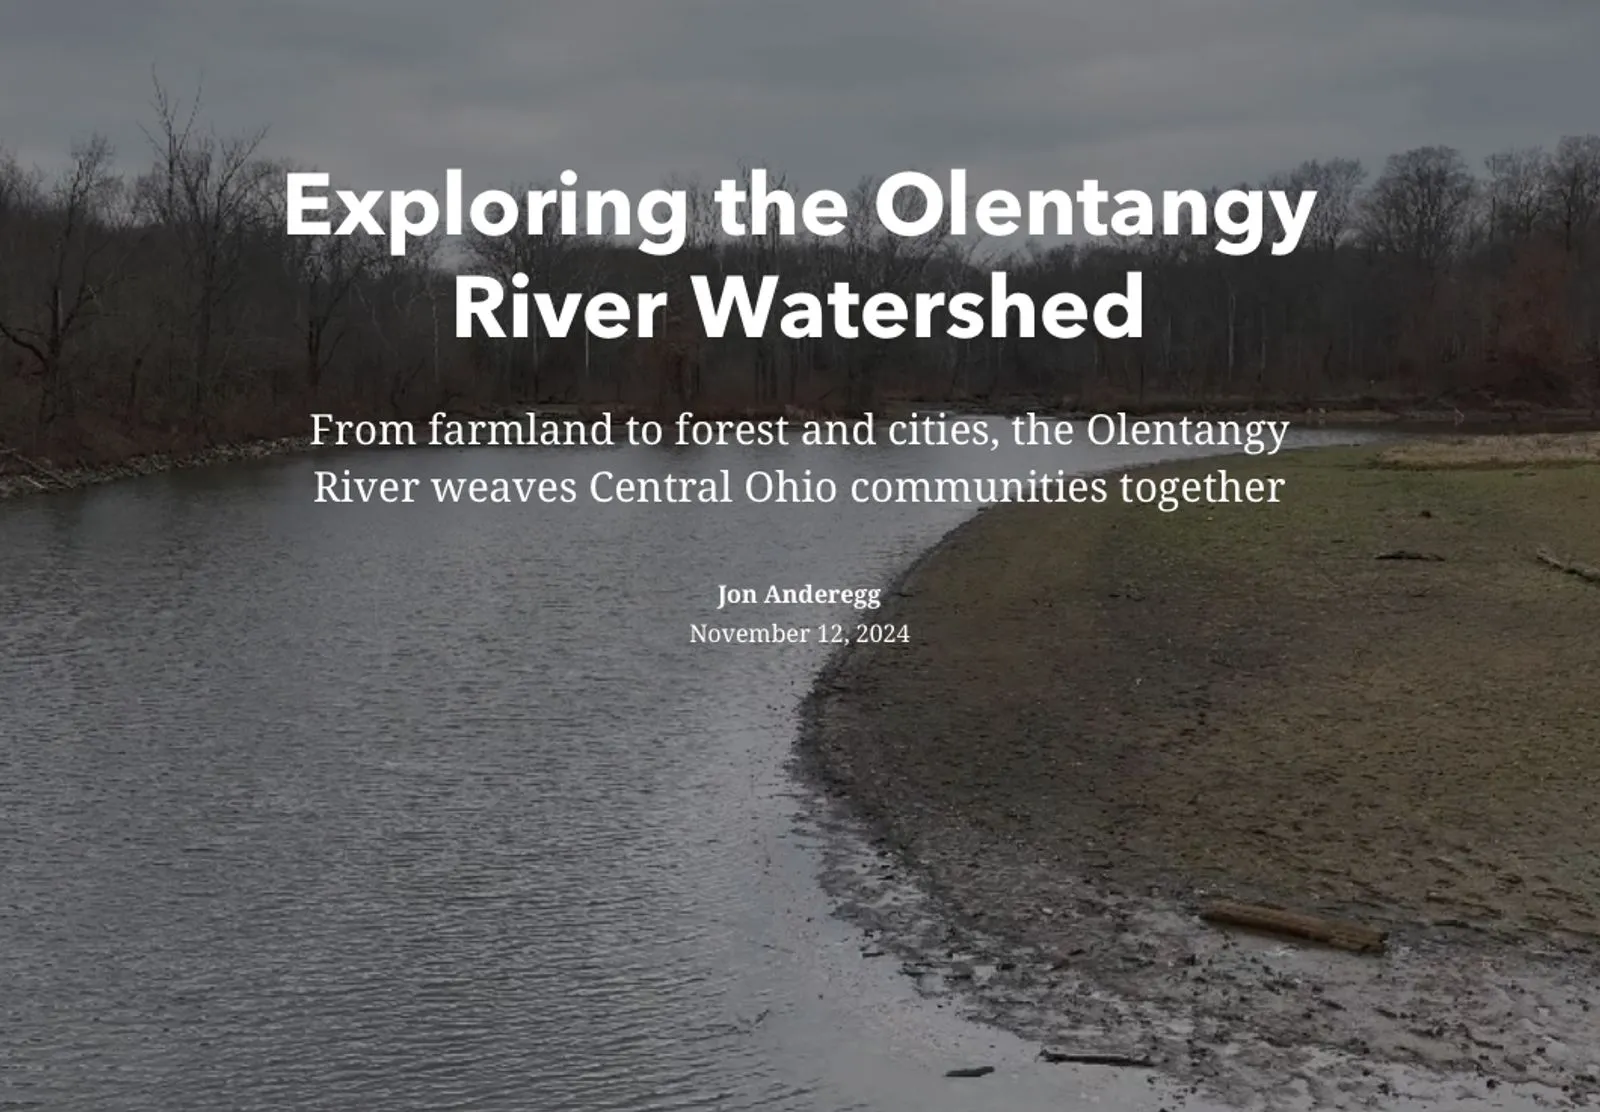 Exploring the Olentangy
River Watershed
From farmland to forest and cities, the Olentangy
River weaves Central Ohio communities together
Jon Anderegg
November 12, 2024